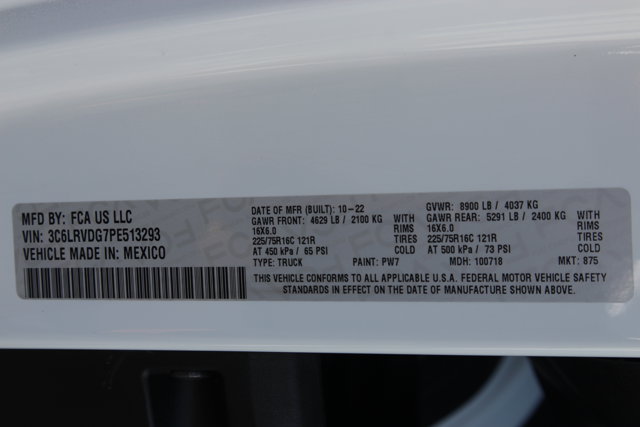 MFD BY: FCA US LLC
VIN: 3C6LRVDG7PE513293
VEHICLE MADE IN: MEXICO
DATE OF MFR (BUILT): 10-22 GVWR: 8900 LB / 4037 KG
GAWR FRONT: 4629 LB / 2100 KG WITH GAWR REAR: 5291 LB / 2400 KG WITH
16X6.0 RIMS 16X6.0 RIMS
225/75R16C 121R TIRES 225/75R16C 121R TIRES
AT 450 kPa / 65 PSI COLD AT 500 kPa / 73 PSI COLD
TYPE: TRUCK PAINT: PW7 MDH: 100718 MKT: 875
THIS VEHICLE CONFORMS TO ALL APPLICABLE U.S.A. FEDERAL MOTOR VEHICLE SAFETY
STANDARDS IN EFFECT ON THE DATE OF MANUFACTURE SHOWN ABOVE.